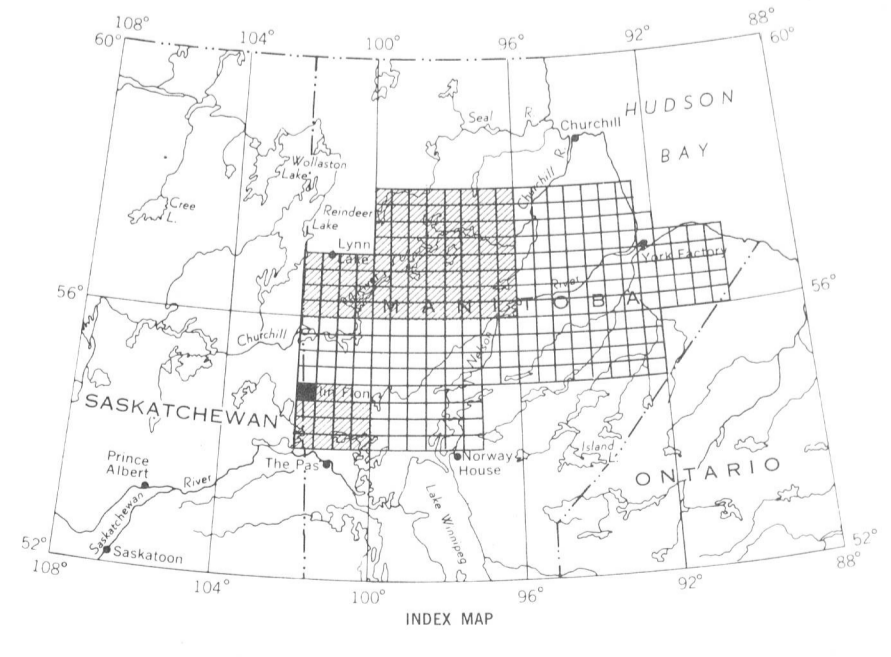 108°
60°
104°
100°
96°
92°
88°
60°
HUDSON
BAY
Seal R.
Churchill
Churchill R.
Wollaston
Lake
Cree
L.
Reindeer
Lake
Lynn
Lake
York Factory
River
MANITOBA
56°
56°
Churchill
Nelson
Flin Flon
SASKATCHEWAN
Prince
Albert
River
The Pas
Norway
House
Island
L.
ONTARIO
Saskatchewan
Lake Winnipeg
Saskatoon
52°
108°
104°
100°
96°
92°
52°
88°
INDEX MAP